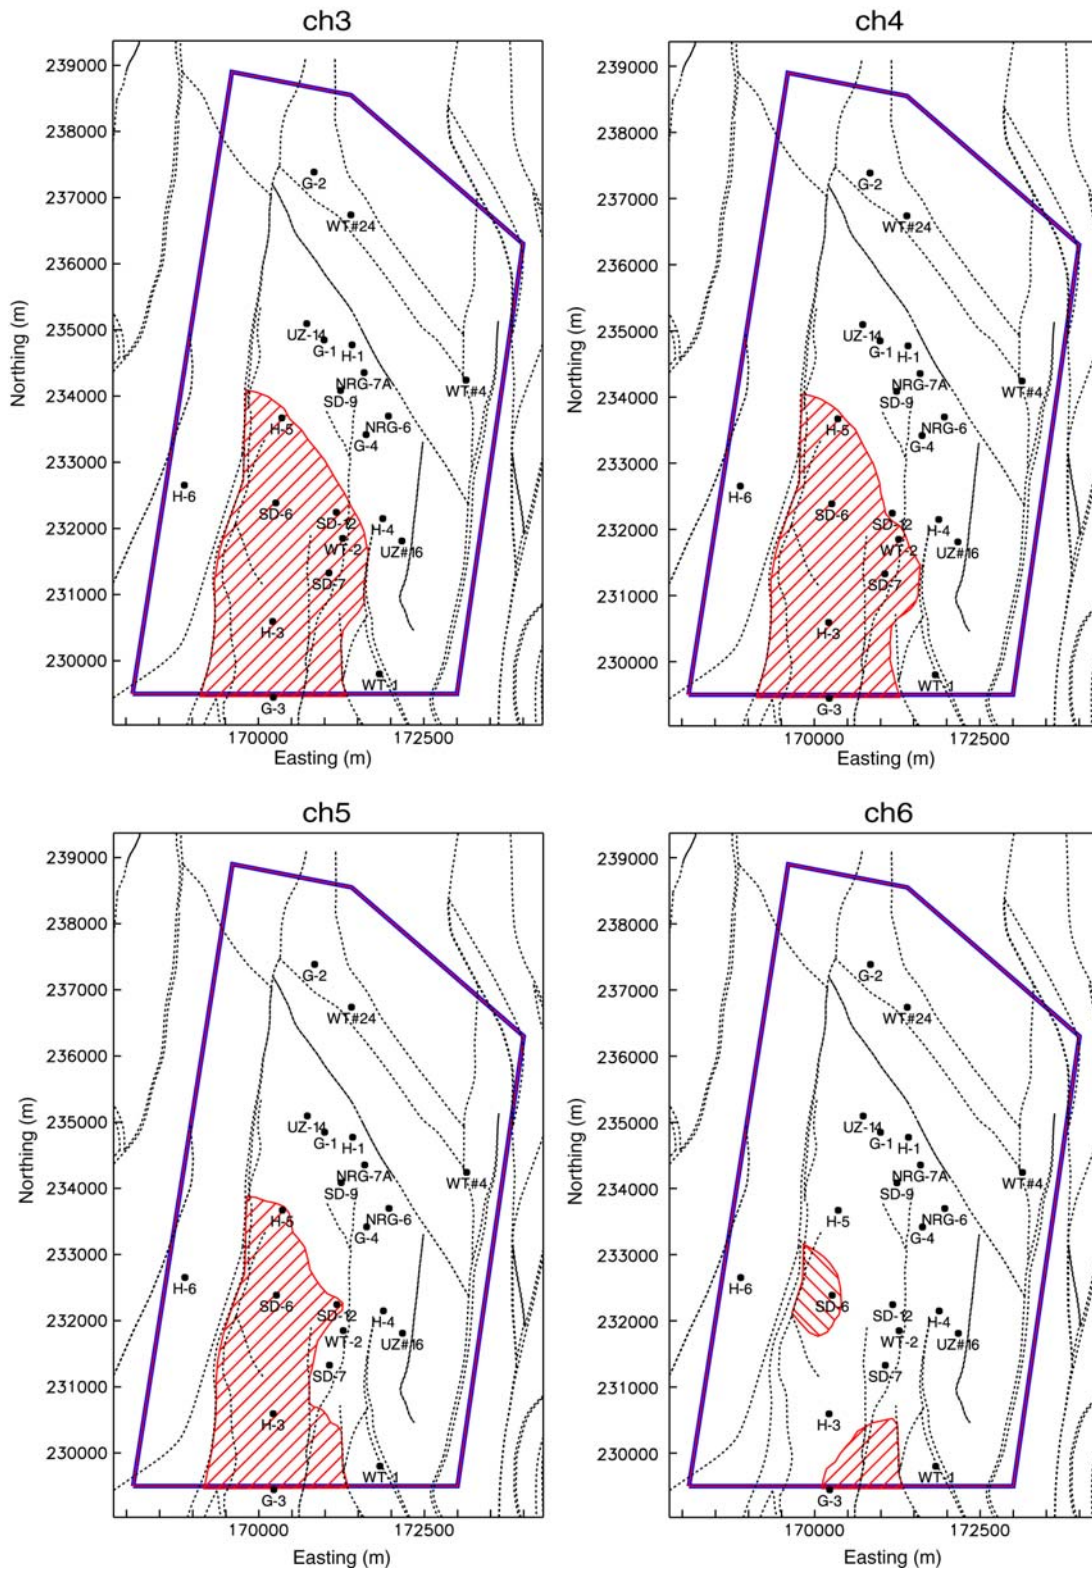 ch3
239000
238000
237000
236000
235000
234000
233000
232000
231000
230000
Northing (m)
G-2
WT#24
UZ-14
G-1
H-1
NRG-7A
SD-9
WT#4
H-5
NRG-6
G-4
H-6
SD-6
SD-12
H-4
WT-2
UZ#16
SD-7
H-3
WT-1
G-3
170000 172500
Easting (m)
ch4
239000
238000
237000
236000
235000
234000
233000
232000
231000
230000
Northing (m)
G-2
WT#24
UZ-14
G-1
H-1
NRG-7A
SD-9
WT#4
H-5
NRG-6
G-4
H-6
SD-6
SD-12
H-4
WT-2
UZ#16
SD-7
H-3
WT-1
G-3
170000 172500
Easting (m)
ch5
239000
238000
237000
236000
235000
234000
233000
232000
231000
230000
Northing (m)
G-2
WT#24
UZ-14
G-1
H-1
NRG-7A
SD-9
WT#4
H-5
NRG-6
G-4
H-6
SD-6
SD-12
H-4
WT-2
UZ#16
SD-7
H-3
WT-1
G-3
170000 172500
Easting (m)
ch6
239000
238000
237000
236000
235000
234000
233000
232000
231000
230000
Northing (m)
G-2
WT#24
UZ-14
G-1
H-1
NRG-7A
SD-9
WT#4
H-5
NRG-6
G-4
H-6
SD-6
SD-12
H-4
WT-2
UZ#16
SD-7
H-3
WT-1
G-3
170000 172500
Easting (m)